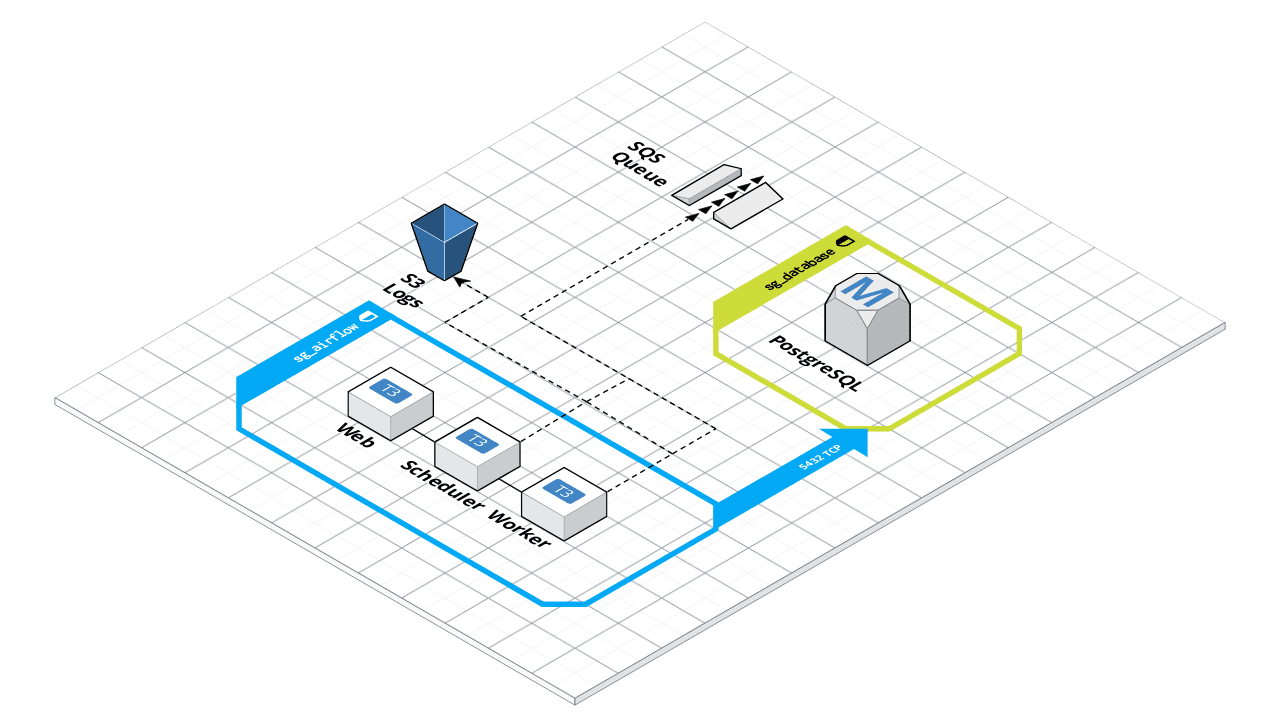 SQS
Queue
S3
Logs
sg_database
M
PostgreSQL
sg_airflow
T3
Web
T3
Scheduler
T3
Worker
5432 TCP